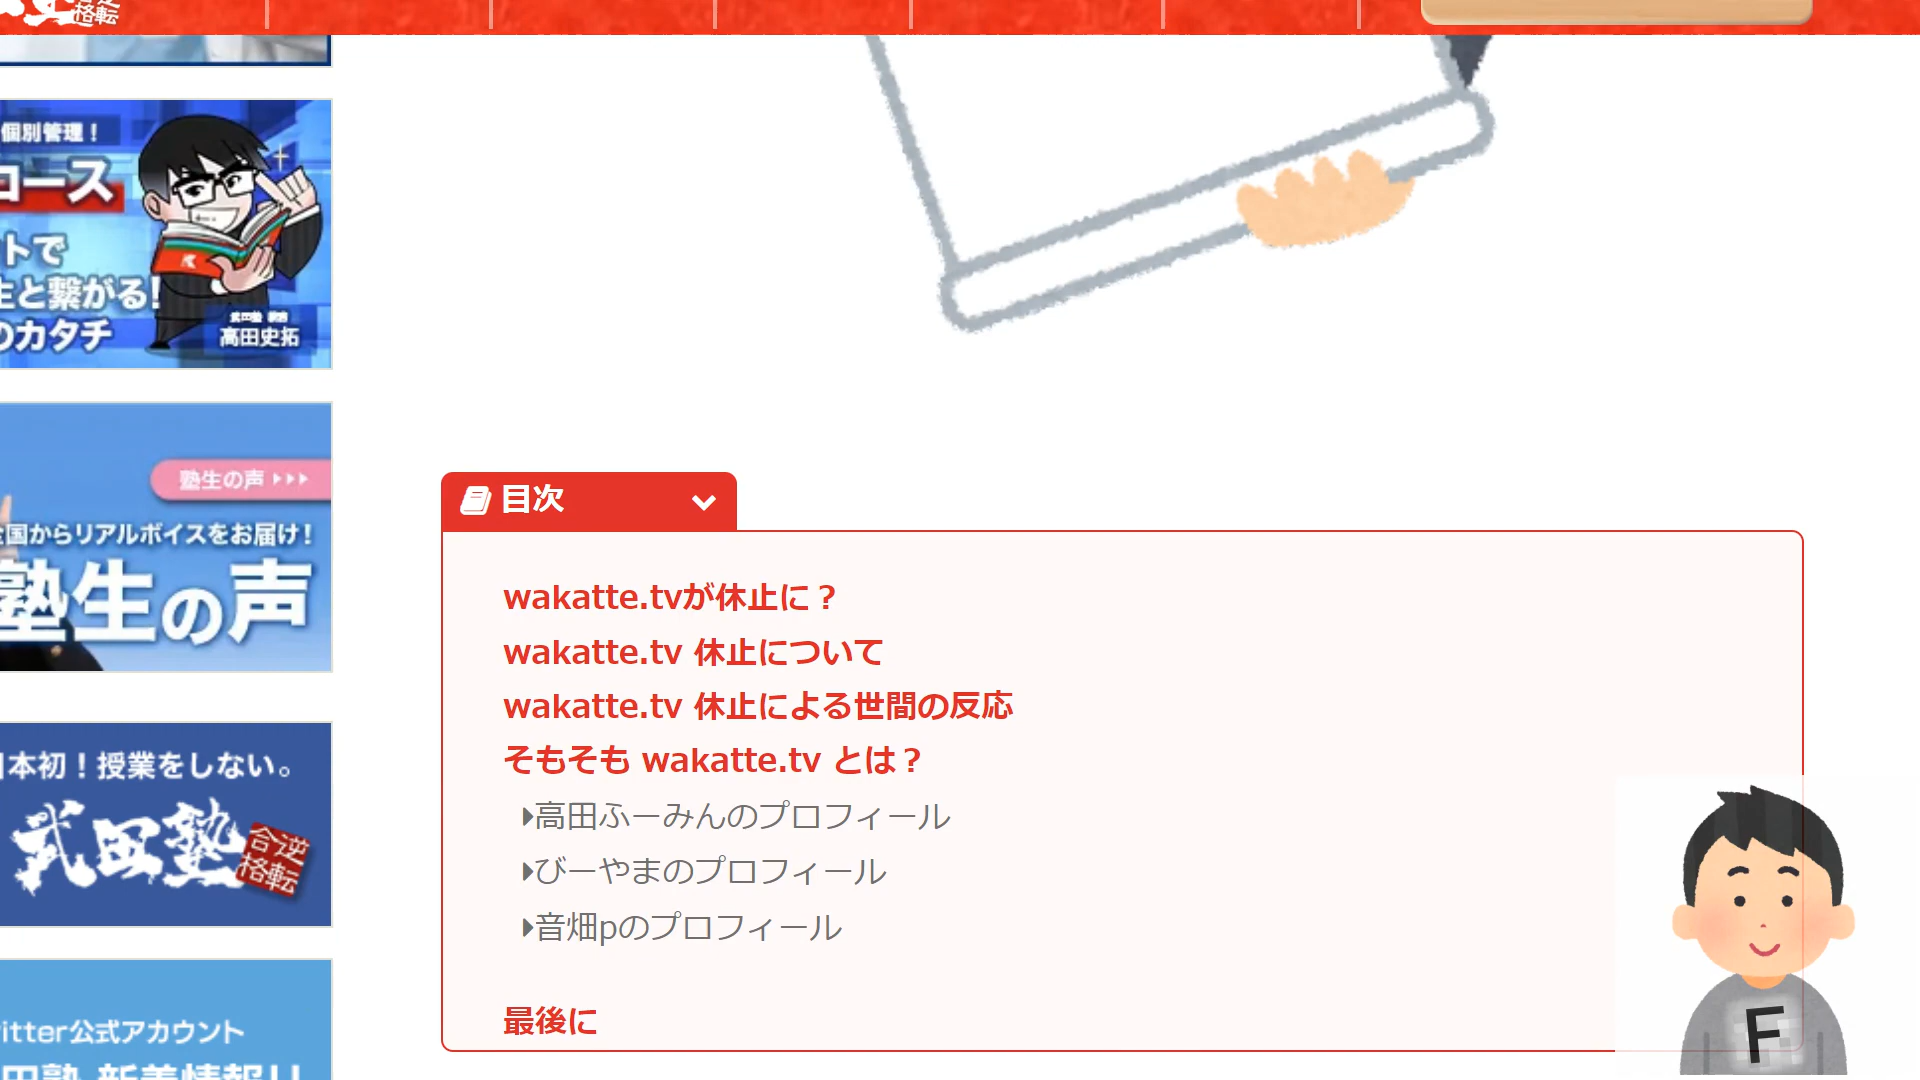 個別管理！
コース
トで
生と繋がる！
のカタチ
高田史拓
塾生の声
全国からリアルボイスをお届け！
塾生の声
日本初！授業をしない。
武田塾
逆転
合格
itter公式アカウント
目次
wakatte.tvが休止に？
wakatte.tv 休止について
wakatte.tv 休止による世間の反応
そもそも wakatte.tv とは？
高田ふーみんのプロフィール
びーやまのプロフィール
音畑pのプロフィール
最後に
F